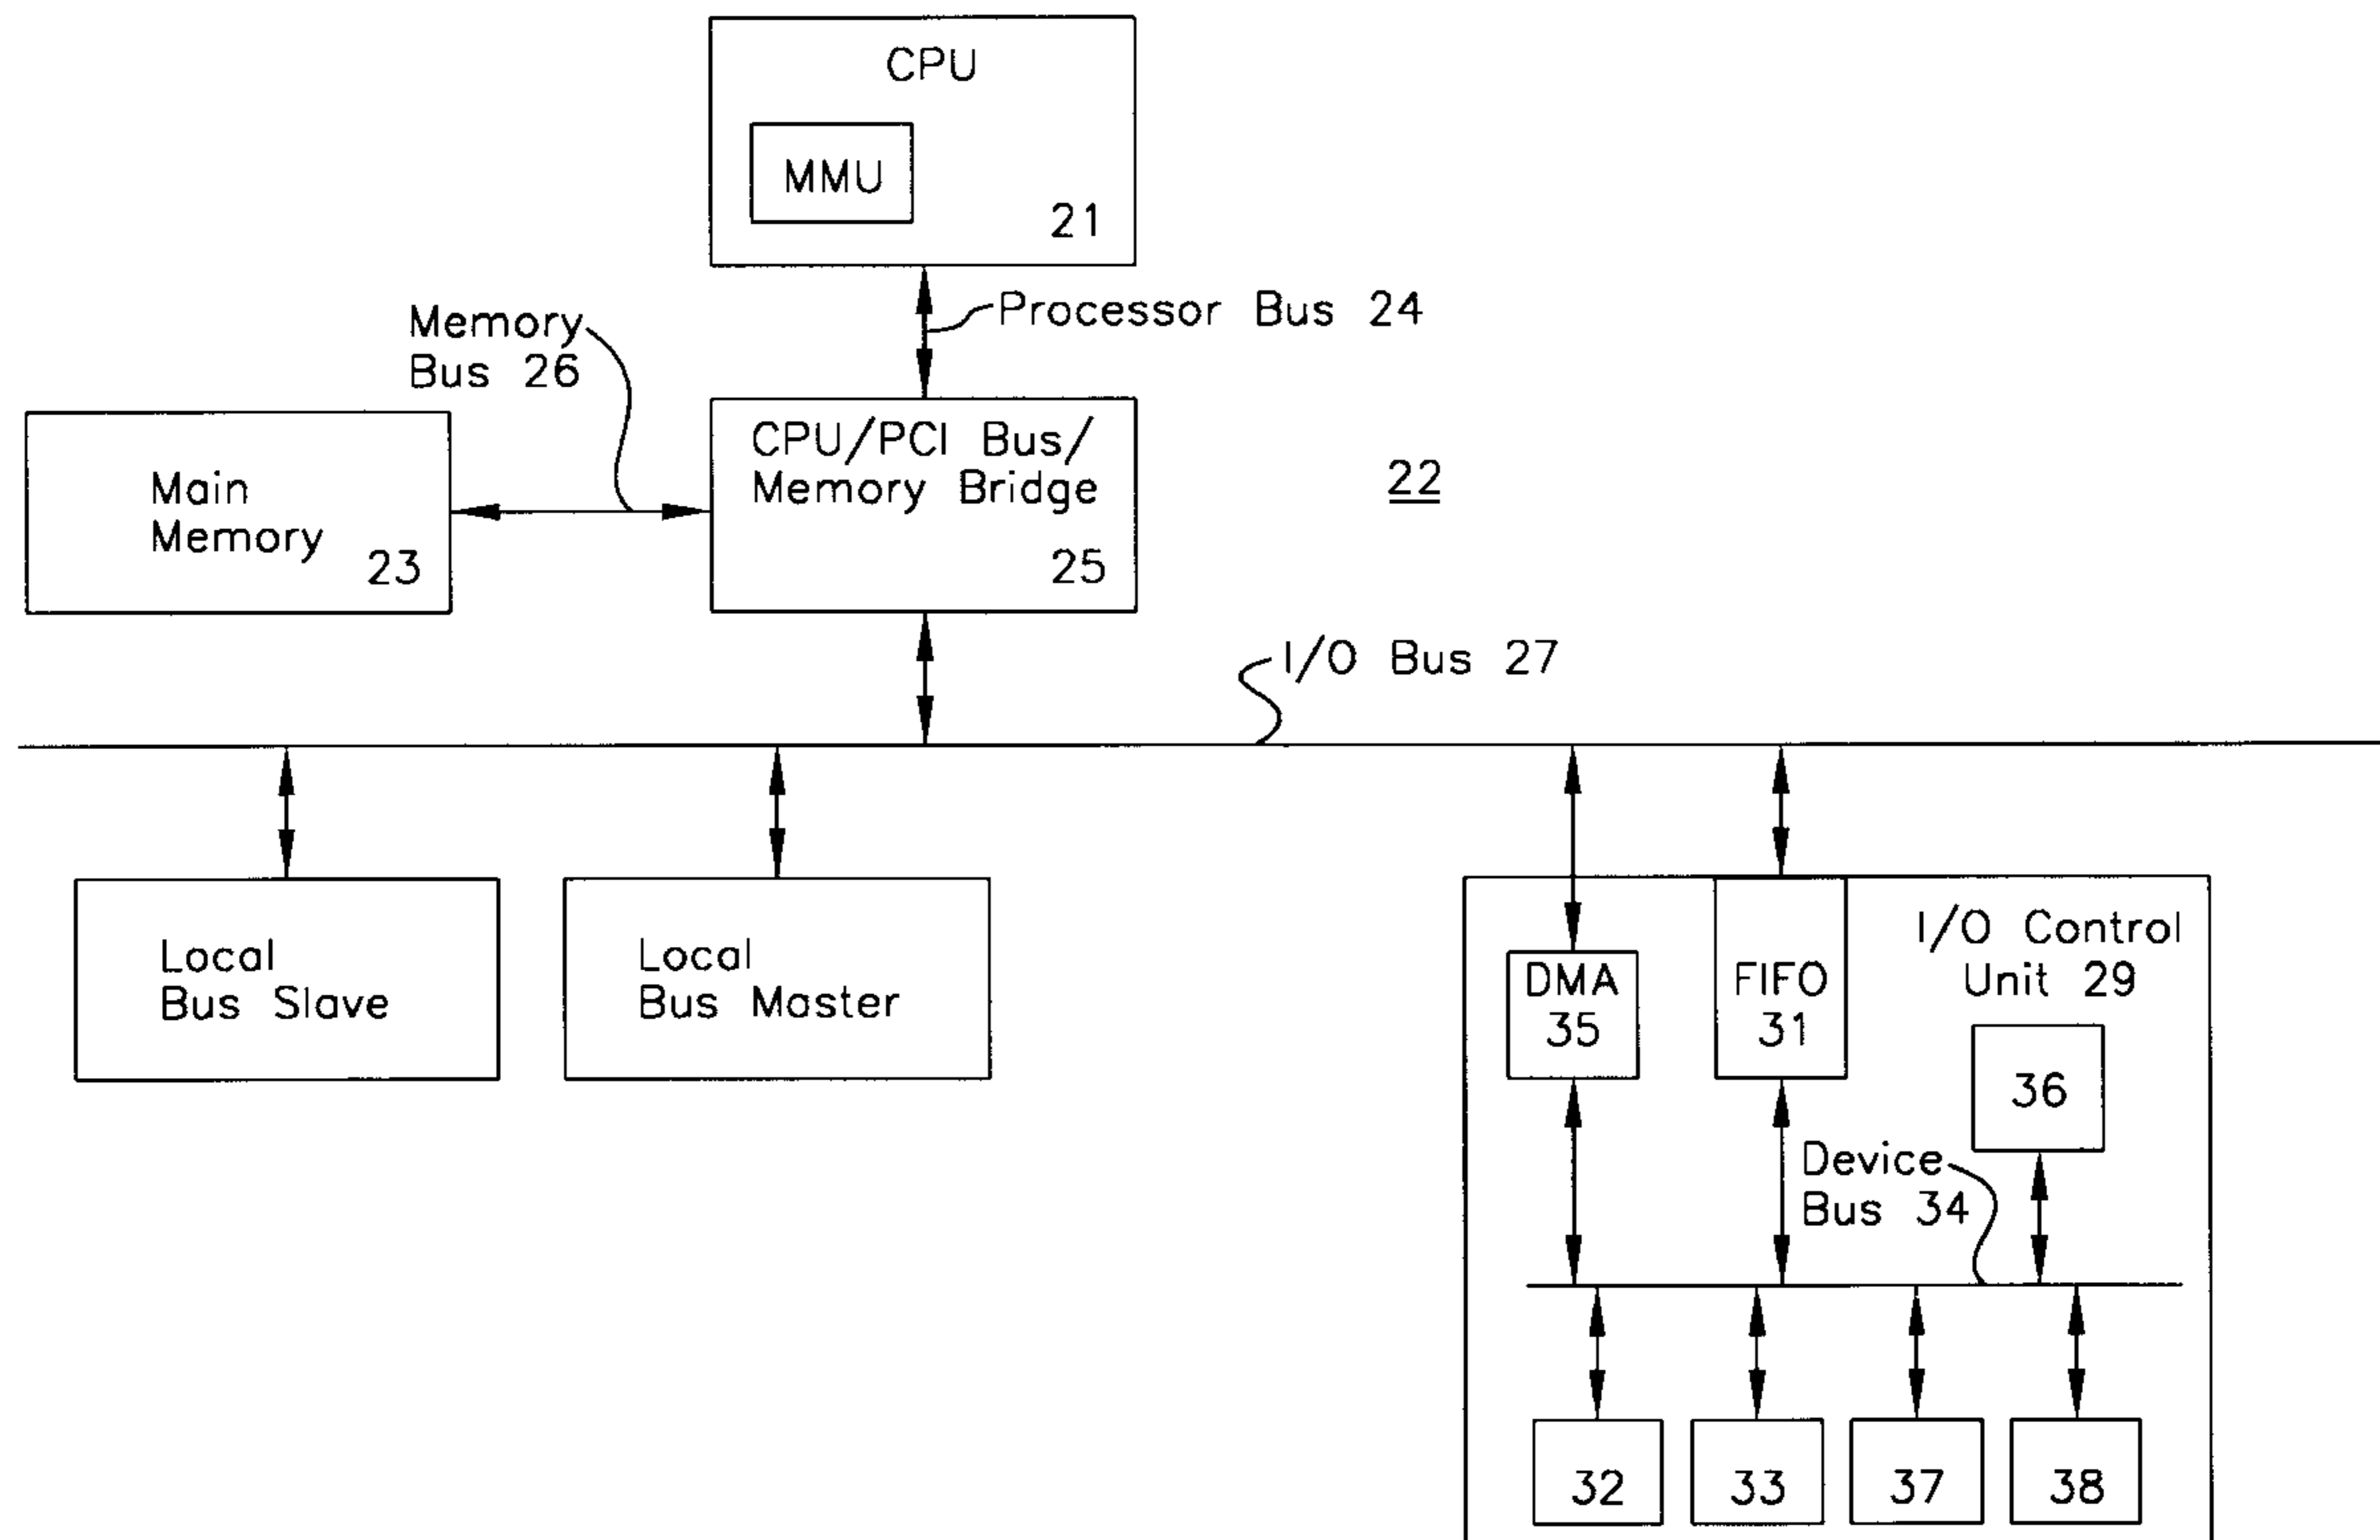 CPU
MMU
21
Processor Bus 24
Memory
Bus 26
CPU/PCI Bus/
Memory Bridge
25
22
Main
Memory
23
I/O Bus 27
Local
Bus Slave
Local
Bus Master
DMA
35
FIFO
31
I/O Control
Unit 29
36
Device
Bus 34
32
33
37
38